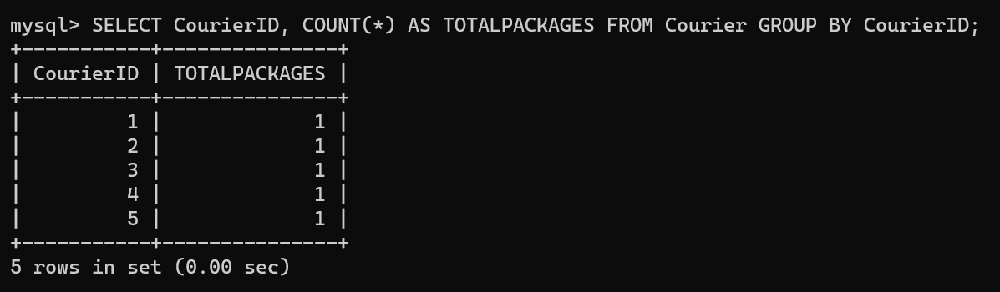 mysql> SELECT CourierID, COUNT(*) AS TOTALPACKAGES FROM Courier GROUP BY CourierID;
+-----------+---------------+
| CourierID | TOTALPACKAGES |
+-----------+---------------+
|         1 |             1 |
|         2 |             1 |
|         3 |             1 |
|         4 |             1 |
|         5 |             1 |
+-----------+---------------+
5 rows in set (0.00 sec)